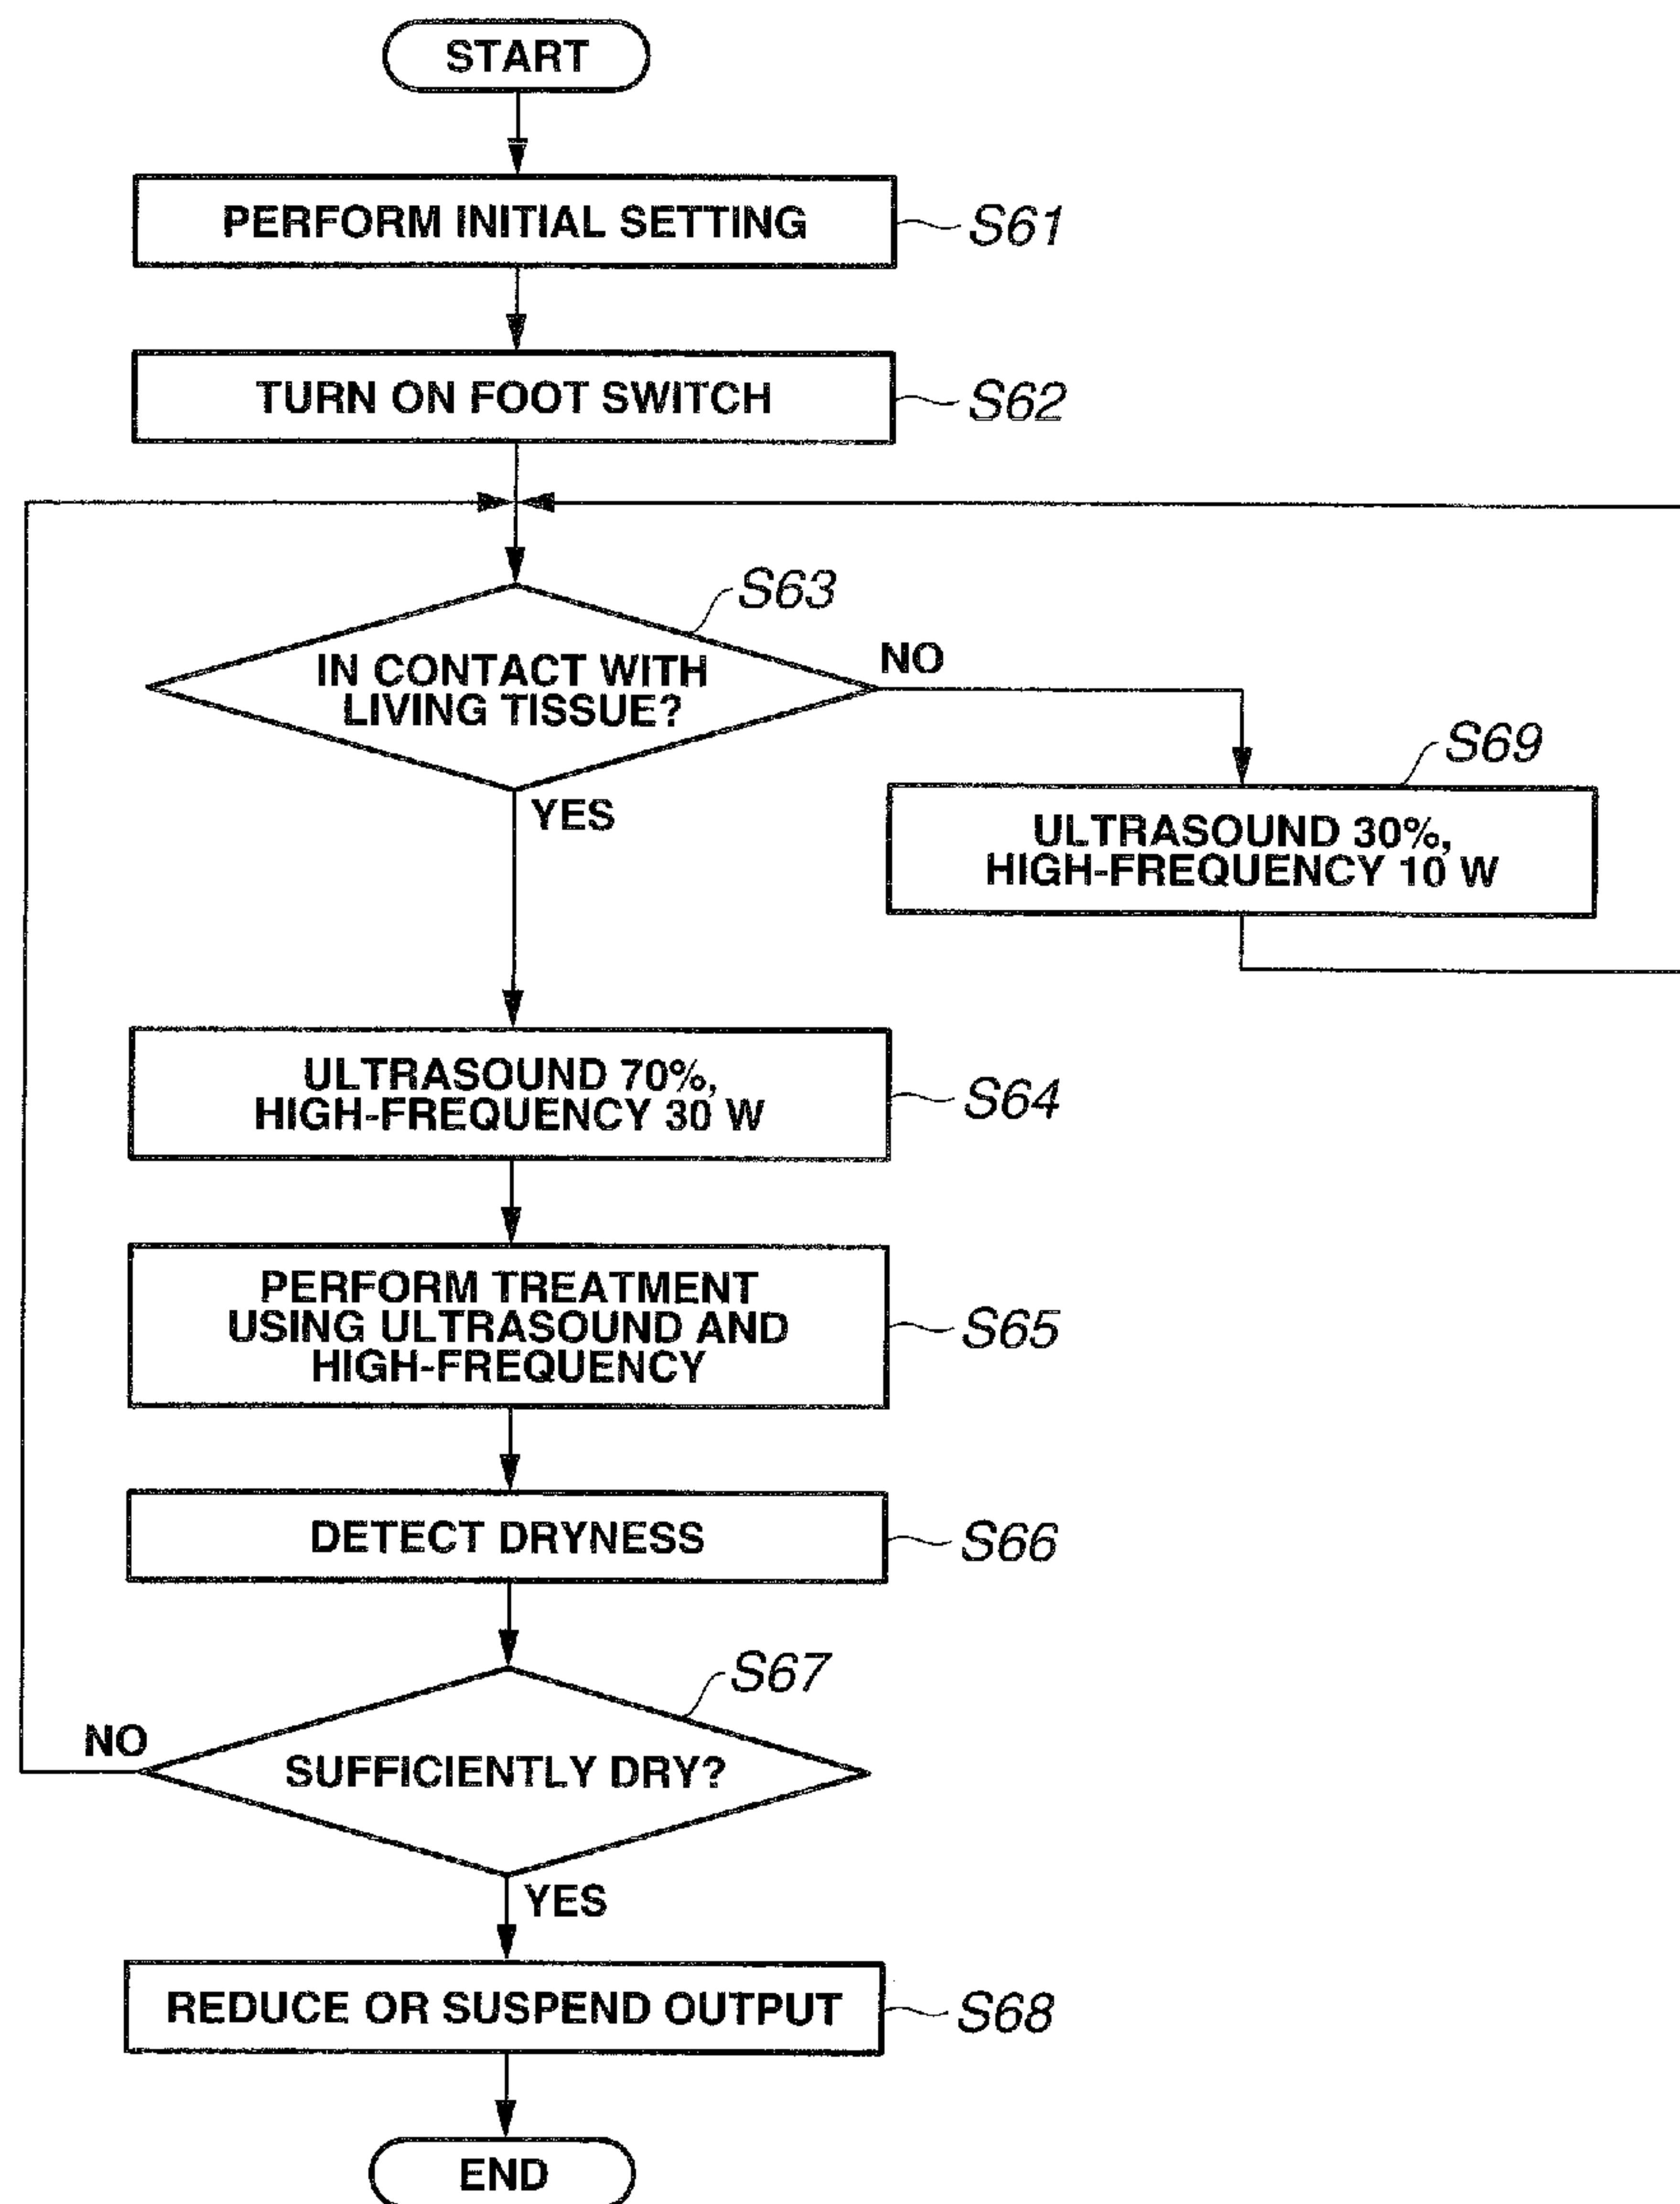 START
PERFORM INITIAL SETTING
S61
TURN ON FOOT SWITCH
S62
S63
IN CONTACT WITH
LIVING TISSUE?
NO
YES
S69
ULTRASOUND 30%,
HIGH-FREQUENCY 10 W
ULTRASOUND 70%,
HIGH-FREQUENCY 30 W
S64
PERFORM TREATMENT
USING ULTRASOUND AND
HIGH-FREQUENCY
S65
DETECT DRYNESS
S66
S67
NO
SUFFICIENTLY DRY?
YES
REDUCE OR SUSPEND OUTPUT
S68
END